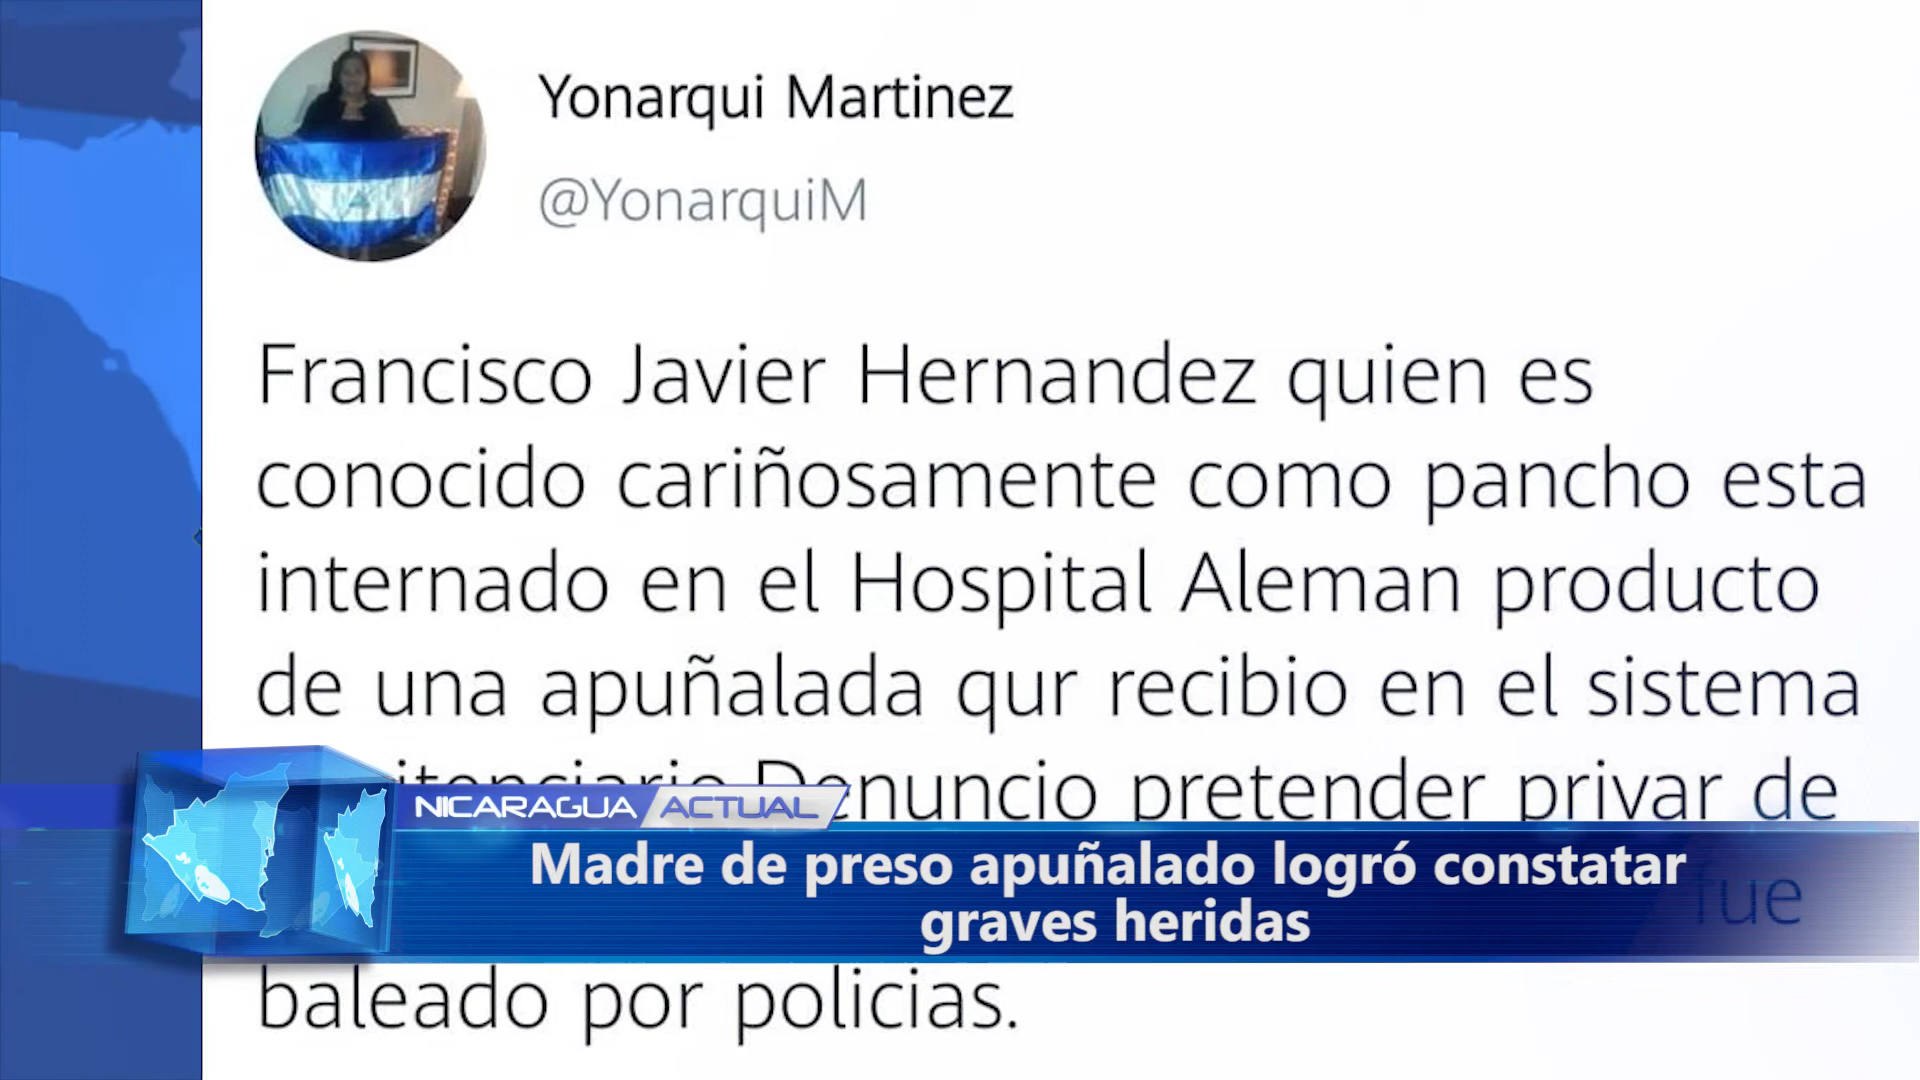 Yonarqui Martinez
@YonarquiM
Francisco Javier Hernandez quien es
conocido cariñosamente como pancho esta
internado en el Hospital Aleman producto
de una apuñalada qur recibio en el sistema
Denuncio pretender privar de
NICARAGUA ACTUAL
Madre de preso apuñalado logró constatar
graves heridas
fue
baleado por policias.